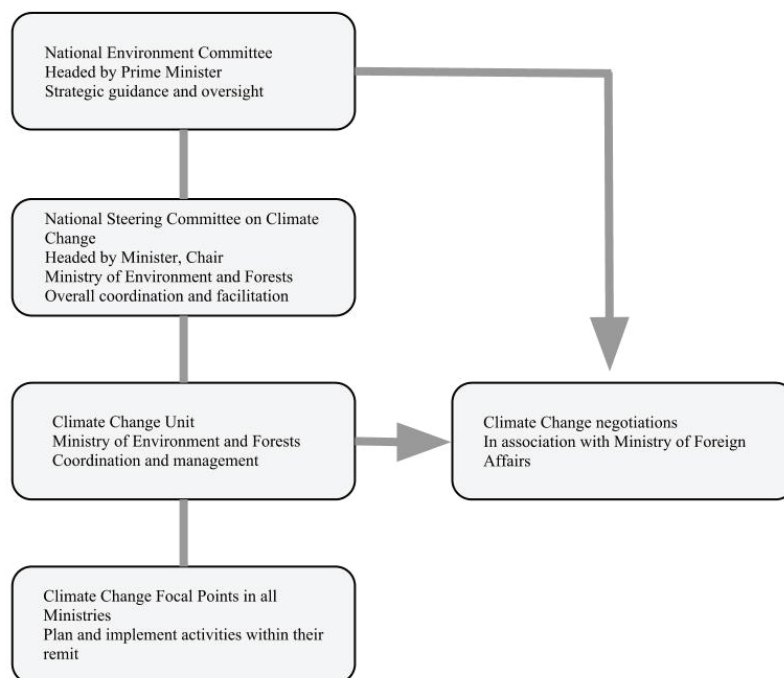 National Environment Committee
Headed by Prime Minister
Strategic guidance and oversight
National Steering Committee on Climate
Change
Headed by Minister, Chair
Ministry of Environment and Forests
Overall coordination and facilitation
Climate Change Unit
Ministry of Environment and Forests
Coordination and management
Climate Change negotiations
In association with Ministry of Foreign
Affairs
Climate Change Focal Points in all
Ministries
Plan and implement activities within their
remit